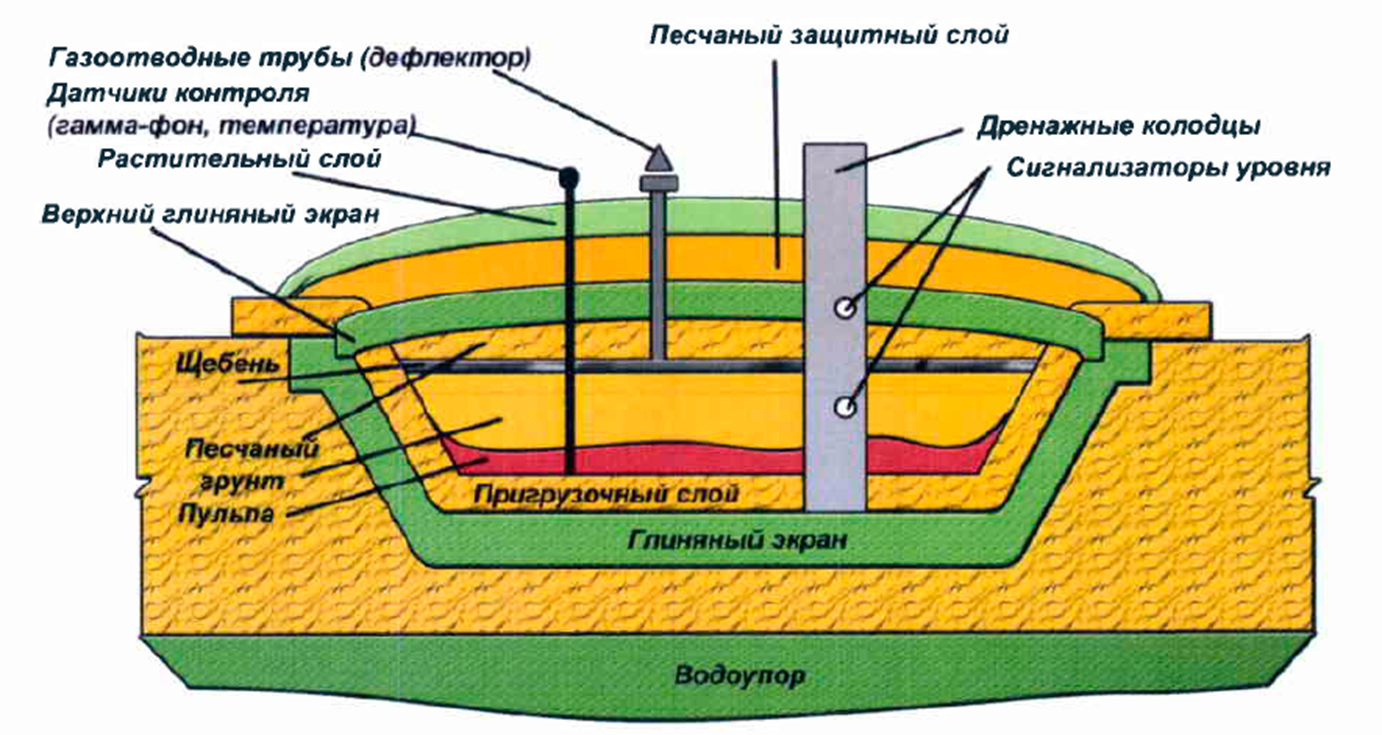 Песчаный защитный слой
Газоотводные трубы (дефлектор)
Датчики контроля
(гамма-фон, температура)
Растительный слой
Верхний глиняный экран
Дренажные колодцы
Сигнализаторы уровня
Щебень
Песчаный
грунт
Пульпа
Пригрузочный слой
Глиняный экран
Водоупор